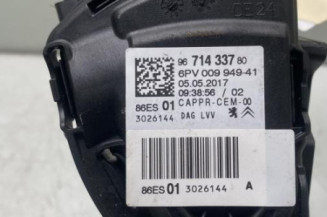 96 714 337 80
6PV 009 949-41
05.05.2017
09:38:56 / 02
86ES 01 CAPPR-CEM-00
3026144 DAG LVV
86ES 01 3026144 A